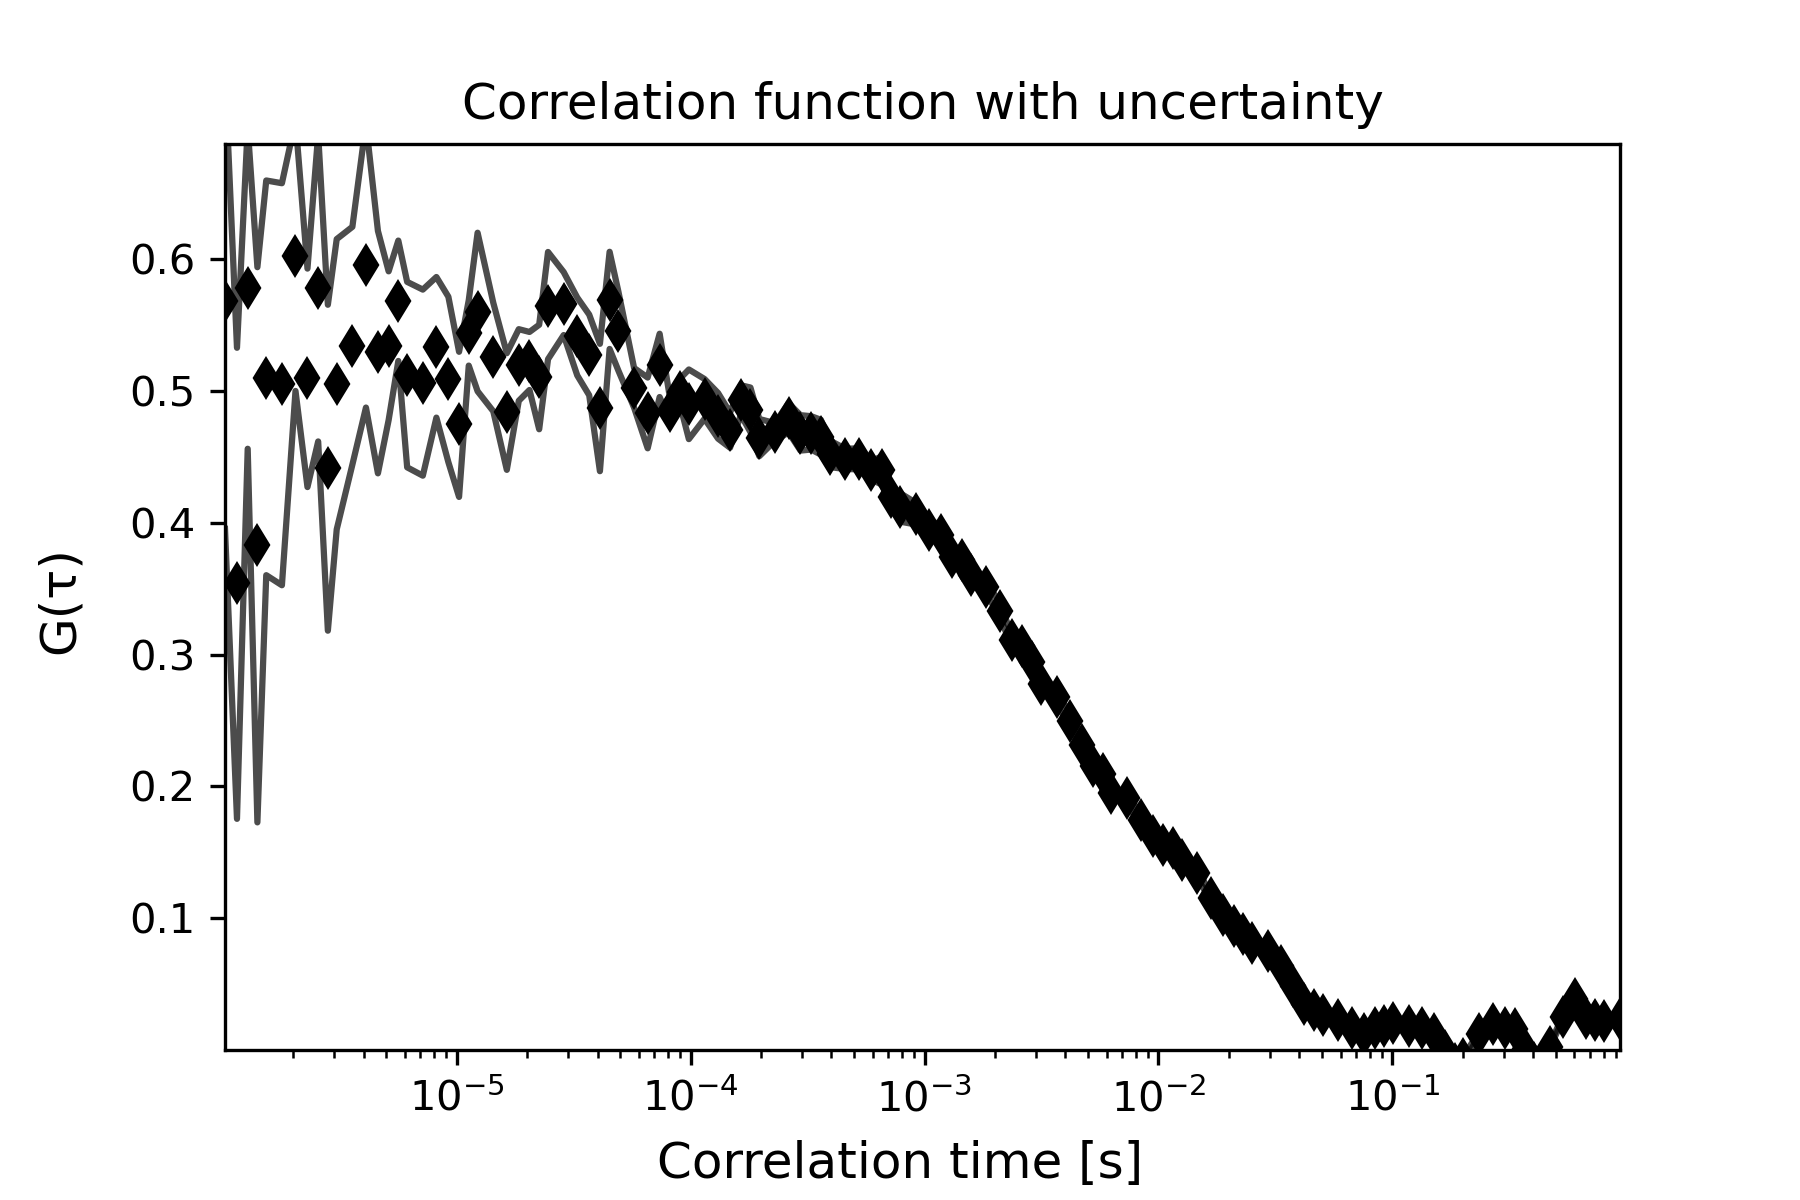 Correlation function with uncertainty
G(τ)
0.6
0.5
0.4
0.3
0.2
0.1
10⁻⁵ 10⁻⁴ 10⁻³ 10⁻² 10⁻¹
Correlation time [s]